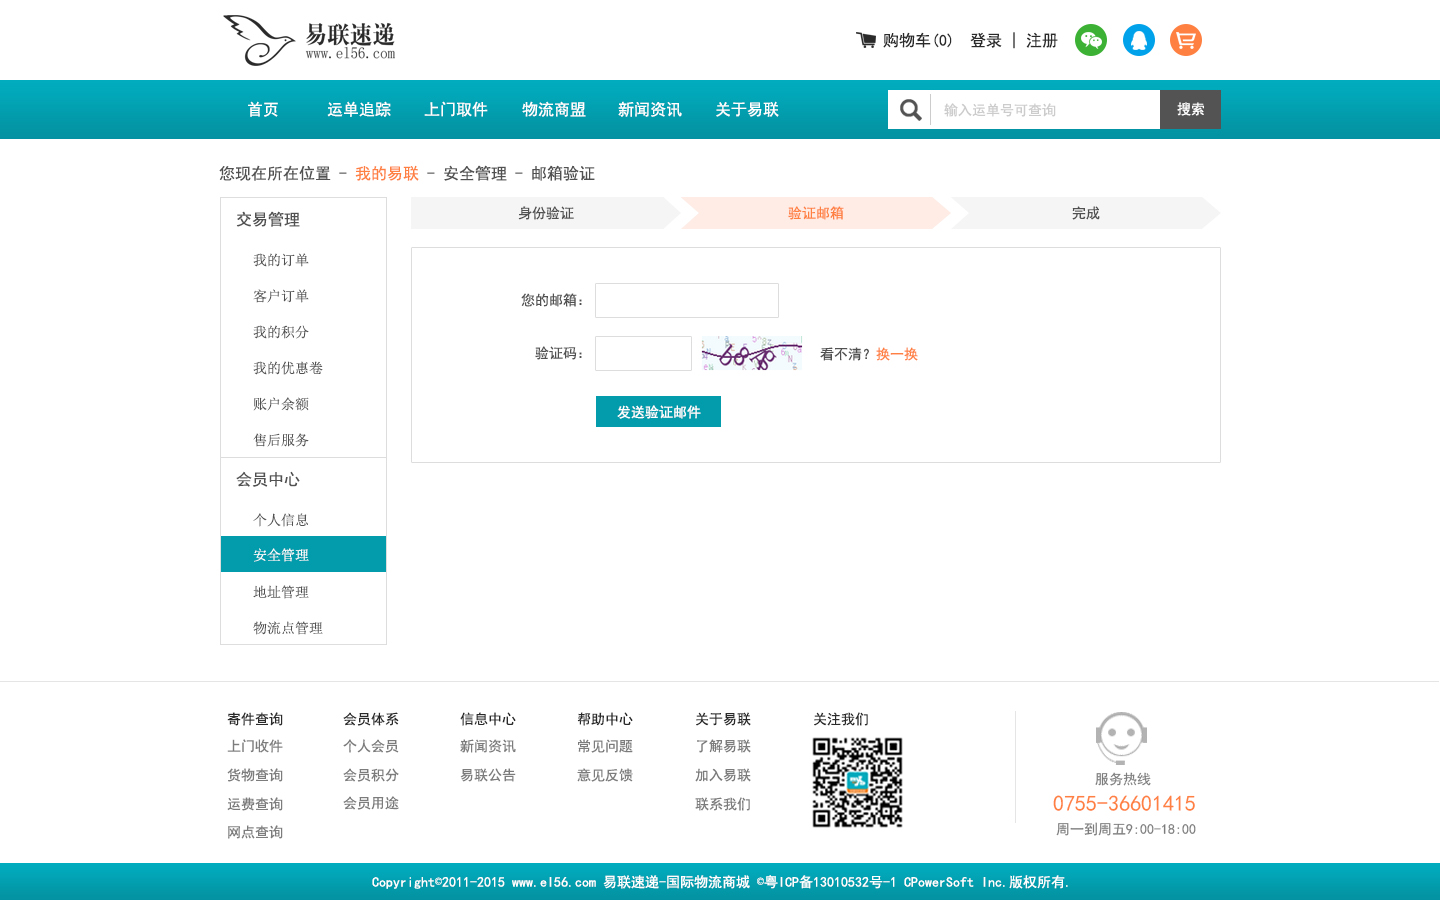 易联速递
www.el56.com
购物车(0) 登录 | 注册
首页 运单追踪 上门取件 物流商盟 新闻资讯 关于易联 输入运单号可查询 搜索
您现在所在位置 - 我的易联 - 安全管理 - 邮箱验证
交易管理
我的订单
客户订单
我的积分
我的优惠卷
账户余额
售后服务
会员中心
个人信息
安全管理
地址管理
物流点管理
身份验证 验证邮箱 完成
您的邮箱：
验证码： 看不清？换一换
发送验证邮件
寄件查询
上门收件
货物查询
运费查询
网点查询
会员体系
个人会员
会员积分
会员用途
信息中心
新闻资讯
易联公告
帮助中心
常见问题
意见反馈
关于易联
了解易联
加入易联
联系我们
关注我们
服务热线
0755-36601415
周一到周五9:00-18:00
Copyright©2011-2015 www.el56.com 易联速递-国际物流商城 ©粤ICP备13010532号-1 CPowerSoft Inc.版权所有.